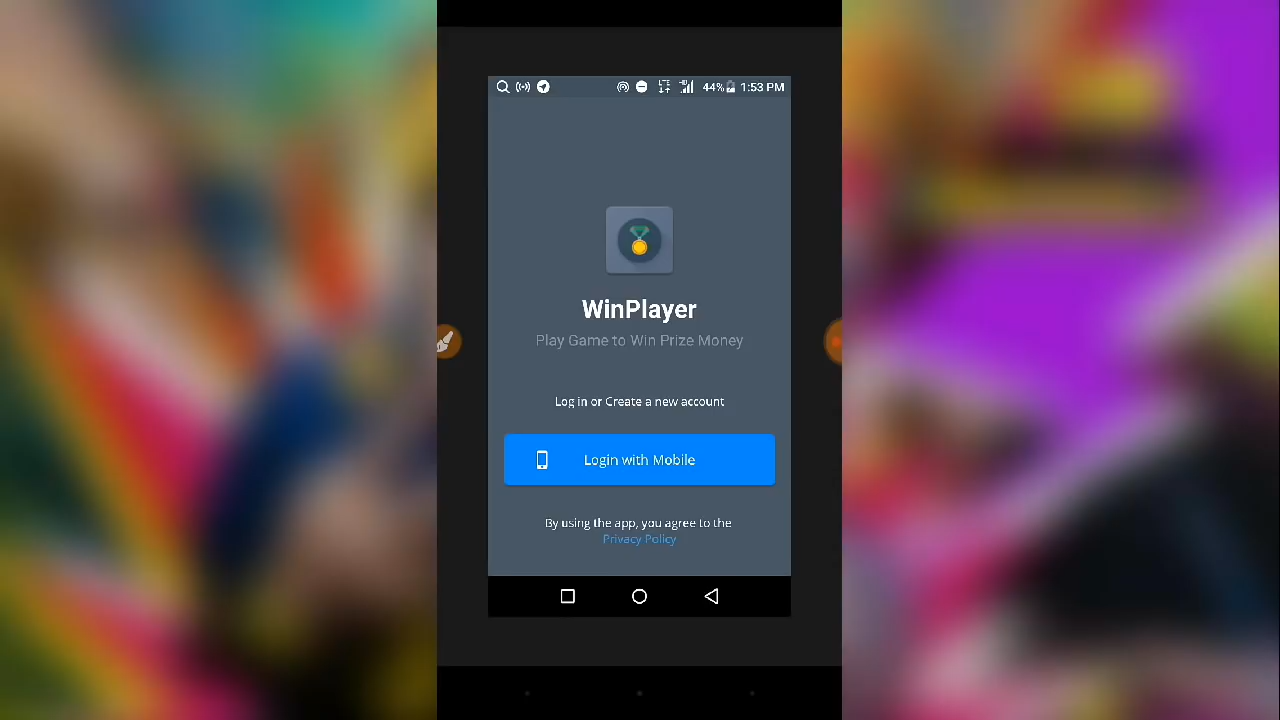 44% 1:53 PM
WinPlayer
Play Game to Win Prize Money
Log in or Create a new account
Login with Mobile
By using the app, you agree to the
Privacy Policy